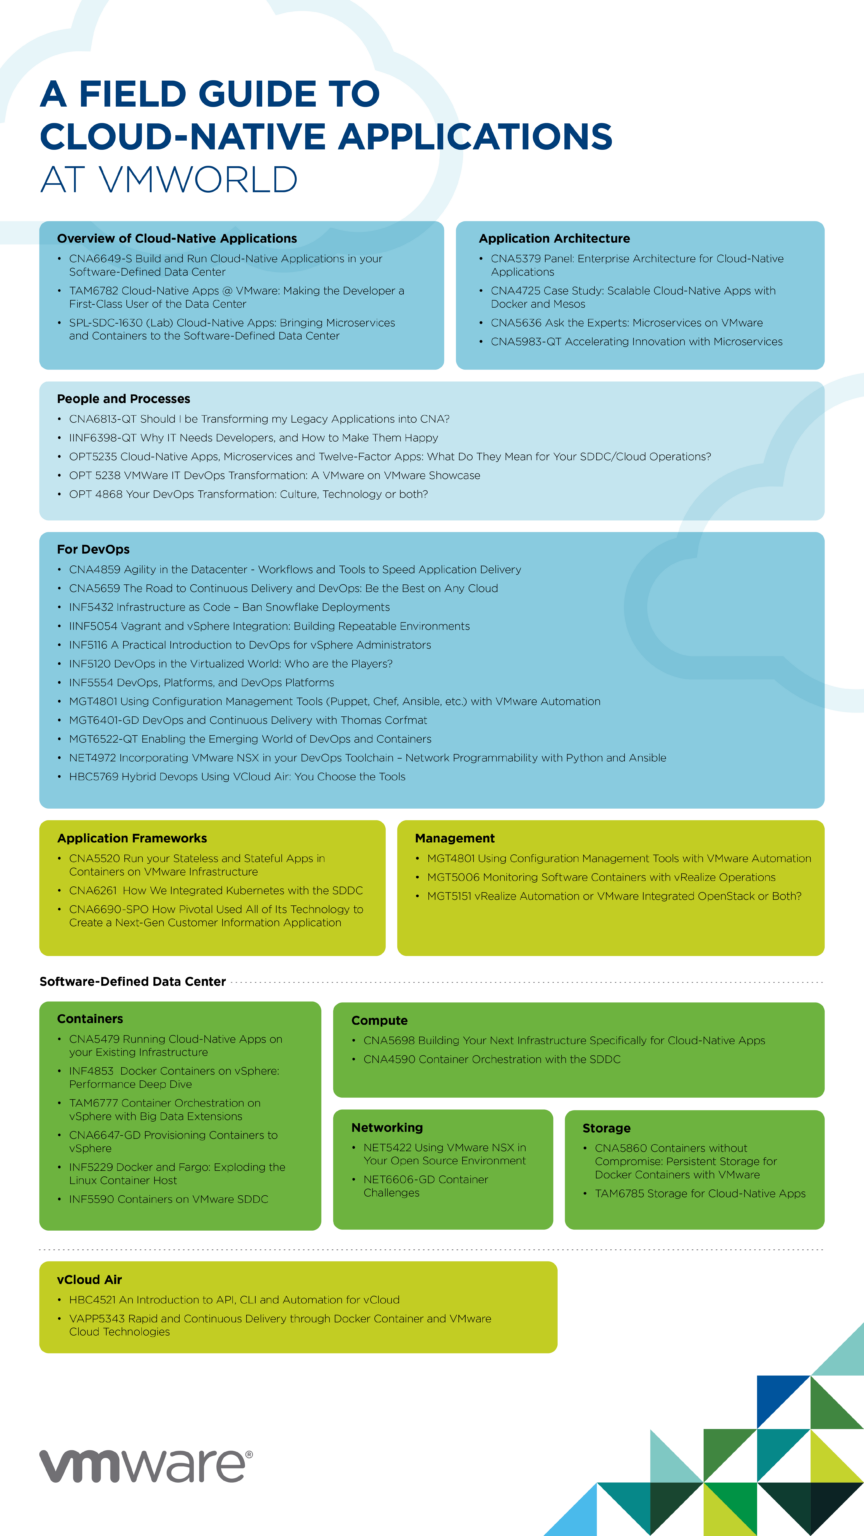 A FIELD GUIDE TO
CLOUD-NATIVE APPLICATIONS
AT VMWORLD
Overview of Cloud-Native Applications
• CNA6649-S Build and Run Cloud-Native Applications in your
Software-Defined Data Center
• TAM6782 Cloud-Native Apps @ VMware: Making the Developer a
First-Class User of the Data Center
• SPL-SDC-1630 (Lab) Cloud-Native Apps: Bringing Microservices
and Containers to the Software-Defined Data Center
Application Architecture
• CNA5379 Panel: Enterprise Architecture for Cloud-Native
Applications
• CNA4725 Case Study: Scalable Cloud-Native Apps with
Docker and Mesos
• CNA5636 Ask the Experts: Microservices on VMware
• CNA5983-QT Accelerating Innovation with Microservices
People and Processes
• CNA6813-QT Should I be Transforming my Legacy Applications into CNA?
• IINF6398-QT Why IT Needs Developers, and How to Make Them Happy
• OPT5235 Cloud-Native Apps, Microservices and Twelve-Factor Apps: What Do They Mean for Your SDDC/Cloud Operations?
• OPT 5238 VMWare IT DevOps Transformation: A VMware on VMware Showcase
• OPT 4868 Your DevOps Transformation: Culture, Technology or both?
For DevOps
• CNA4859 Agility in the Datacenter - Workflows and Tools to Speed Application Delivery
• CNA5659 The Road to Continuous Delivery and DevOps: Be the Best on Any Cloud
• INF5432 Infrastructure as Code – Ban Snowflake Deployments
• IINF5054 Vagrant and vSphere Integration: Building Repeatable Environments
• INF5116 A Practical Introduction to DevOps for vSphere Administrators
• INF5120 DevOps in the Virtualized World: Who are the Players?
• INF5554 DevOps, Platforms, and DevOps Platforms
• MGT4801 Using Configuration Management Tools (Puppet, Chef, Ansible, etc.) with VMware Automation
• MGT6401-GD DevOps and Continuous Delivery with Thomas Corfmat
• MGT6522-QT Enabling the Emerging World of DevOps and Containers
• NET4972 Incorporating VMware NSX in your DevOps Toolchain – Network Programmability with Python and Ansible
• HBC5769 Hybrid Devops Using VCloud Air: You Choose the Tools
Application Frameworks
• CNA5520 Run your Stateless and Stateful Apps in
Containers on VMware Infrastructure
• CNA6261 How We Integrated Kubernetes with the SDDC
• CNA6690-SPO How Pivotal Used All of Its Technology to
Create a Next-Gen Customer Information Application
Management
• MGT4801 Using Configuration Management Tools with VMware Automation
• MGT5006 Monitoring Software Containers with vRealize Operations
• MGT5151 vRealize Automation or VMware Integrated OpenStack or Both?
Software-Defined Data Center
Containers
• CNA5479 Running Cloud-Native Apps on
your Existing Infrastructure
• INF4853 Docker Containers on vSphere:
Performance Deep Dive
• TAM6777 Container Orchestration on
vSphere with Big Data Extensions
• CNA6647-GD Provisioning Containers to
vSphere
• INF5229 Docker and Fargo: Exploding the
Linux Container Host
• INF5590 Containers on VMware SDDC
Compute
• CNA5698 Building Your Next Infrastructure Specifically for Cloud-Native Apps
• CNA4590 Container Orchestration with the SDDC
Networking
• NET5422 Using VMware NSX in
Your Open Source Environment
• NET6606-GD Container
Challenges
Storage
• CNA5860 Containers without
Compromise: Persistent Storage for
Docker Containers with VMware
• TAM6785 Storage for Cloud-Native Apps
vCloud Air
• HBC4521 An Introduction to API, CLI and Automation for vCloud
• VAPP5343 Rapid and Continuous Delivery through Docker Container and VMware
Cloud Technologies
vmware®